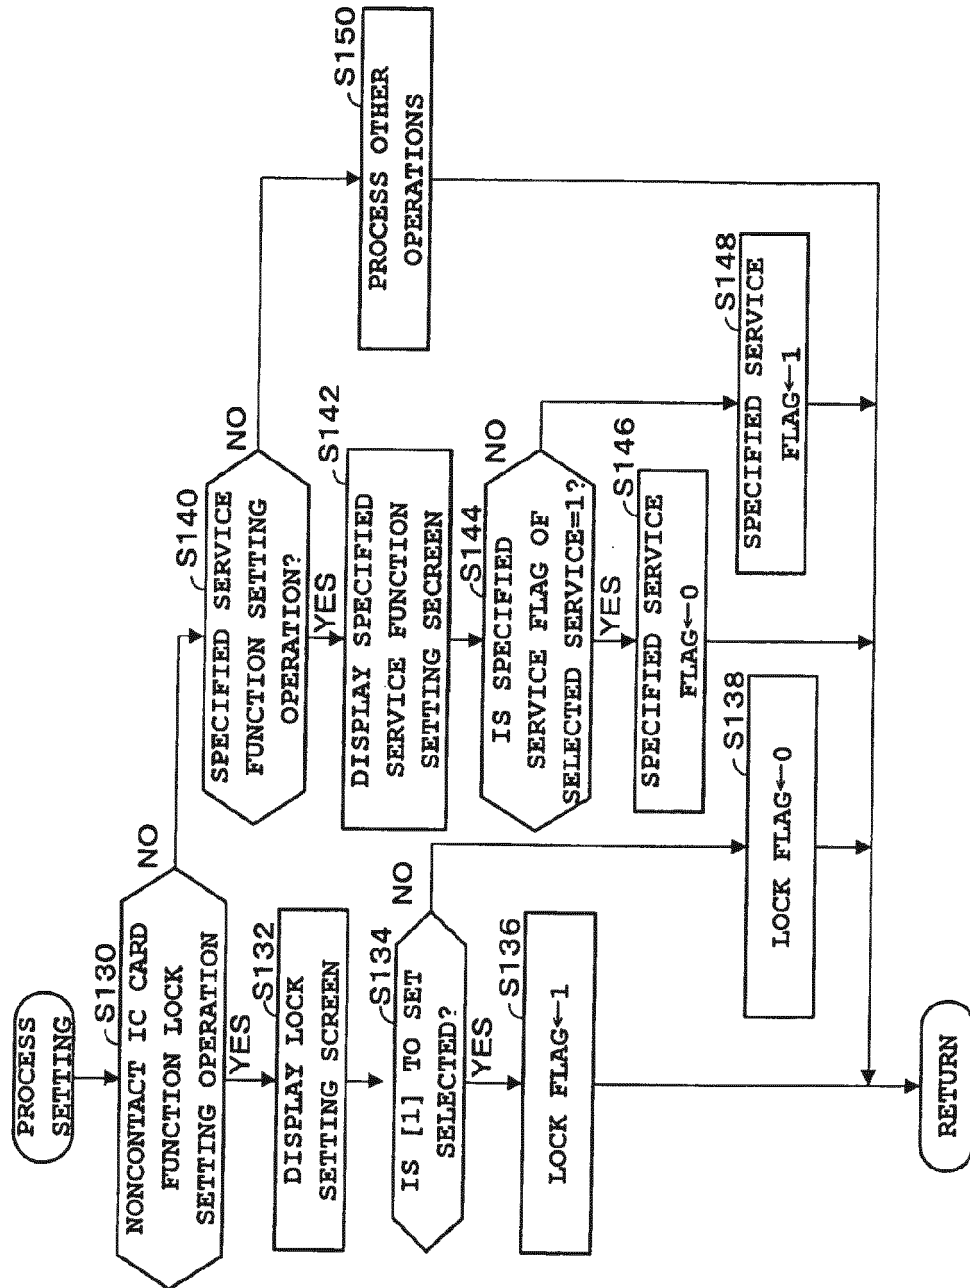 PROCESS
SETTING
S130
NONCONTACT IC CARD
FUNCTION LOCK
SETTING OPERATION
NO
YES
S132
DISPLAY LOCK
SETTING SCREEN
S134
IS [1] TO SET
SELECTED?
NO
YES
S136
LOCK FLAG←1
S138
LOCK FLAG←0
S140
SPECIFIED SERVICE
FUNCTION SETTING
OPERATION?
NO
YES
S142
DISPLAY SPECIFIED
SERVICE FUNCTION
SETTING SECREEN
S144
IS SPECIFIED
SERVICE FLAG OF
SELECTED SERVICE=1?
NO
YES
S146
SPECIFIED SERVICE
FLAG←0
S148
SPECIFIED SERVICE
FLAG←1
S150
PROCESS OTHER
OPERATIONS
RETURN